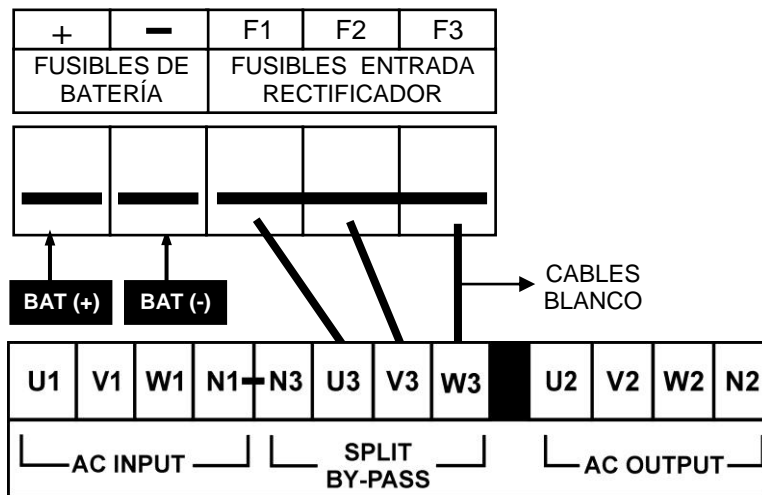 + − F1 F2 F3
FUSIBLES DE BATERÍA
FUSIBLES ENTRADA RECTIFICADOR
BAT (+) BAT (-)
CABLES
BLANCO
U1 V1 W1 N1 N3 U3 V3 W3 U2 V2 W2 N2
AC INPUT
SPLIT
BY-PASS
AC OUTPUT